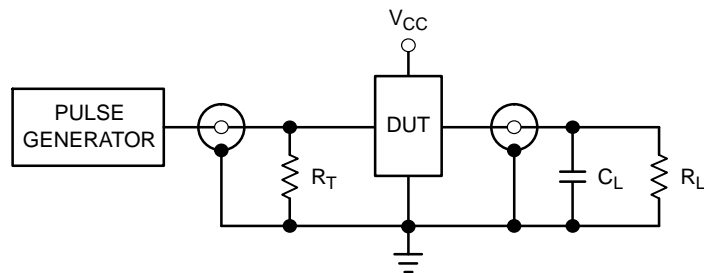 V_CC
PULSE
GENERATOR
DUT
R_T
C_L
R_L